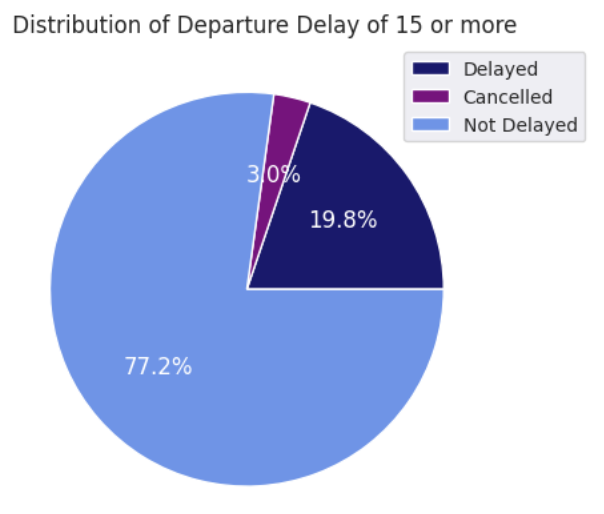 Distribution of Departure Delay of 15 or more
Delayed
Cancelled
Not Delayed
3.0%
19.8%
77.2%